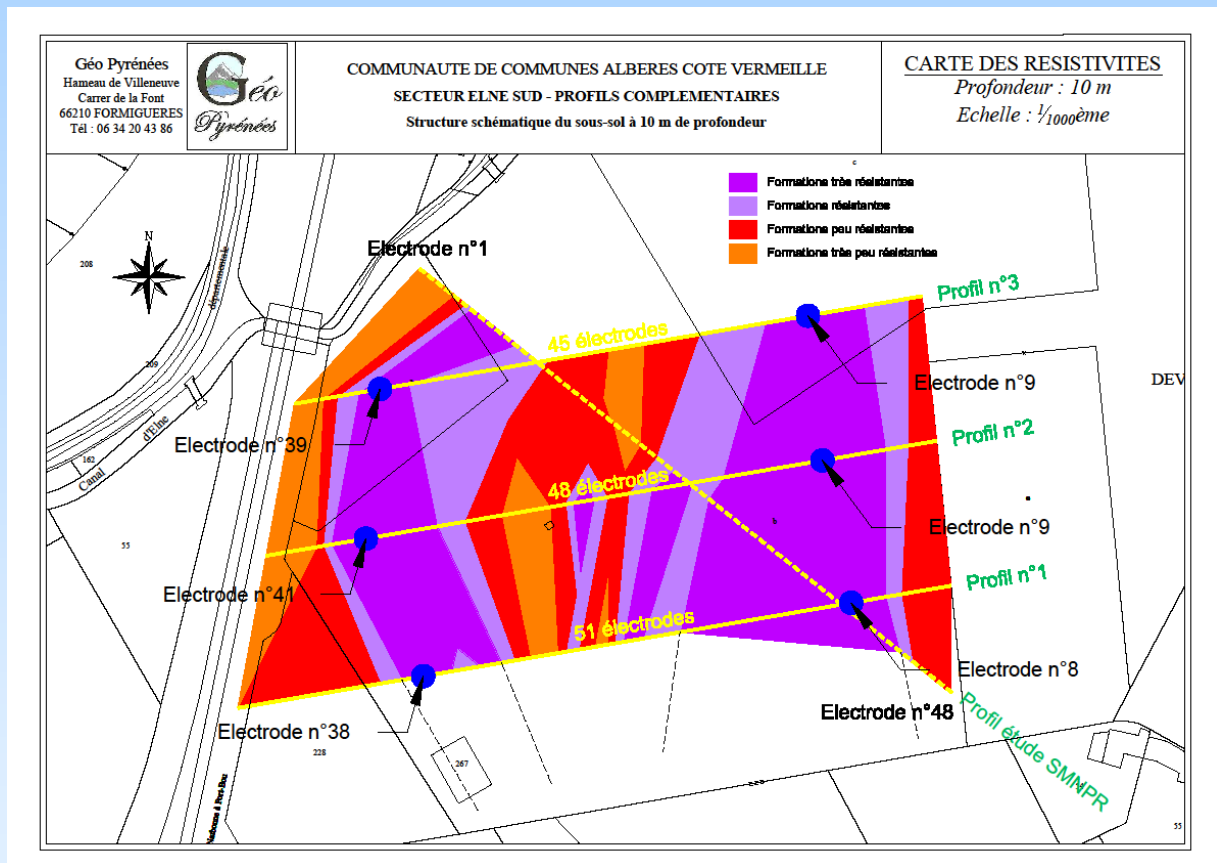 Géo Pyrénées
Hameau de Villeneuve
Carrer de la Font
66210 FORMIGUERES
Tél : 06 34 20 43 86
Géo
Pyrénées
COMMUNAUTE DE COMMUNES ALBERES COTE VERMEILLE
SECTEUR ELNE SUD - PROFILS COMPLEMENTAIRES
Structure schématique du sous-sol à 10 m de profondeur
CARTE DES RESISTIVITES
Profondeur : 10 m
Echelle : 1/1000ème
c
Formations très résistantes
Formations résistantes
Formations peu résistantes
Formations très peu résistantes
N
208
départementale
Electrode n°1
Profil n°3
45 électrodes
209
Electrode n°9
DEV
Electrode n°39
d'Elne
Canal
162
Profil n°2
48 électrodes
b
Electrode n°9
55
Electrode n°41
Profil n°1
51 électrodes
Electrode n°8
Electrode n°48
Profil étude SMNPR
Electrode n°38
228
267
Narbonne à Port-Bou
55